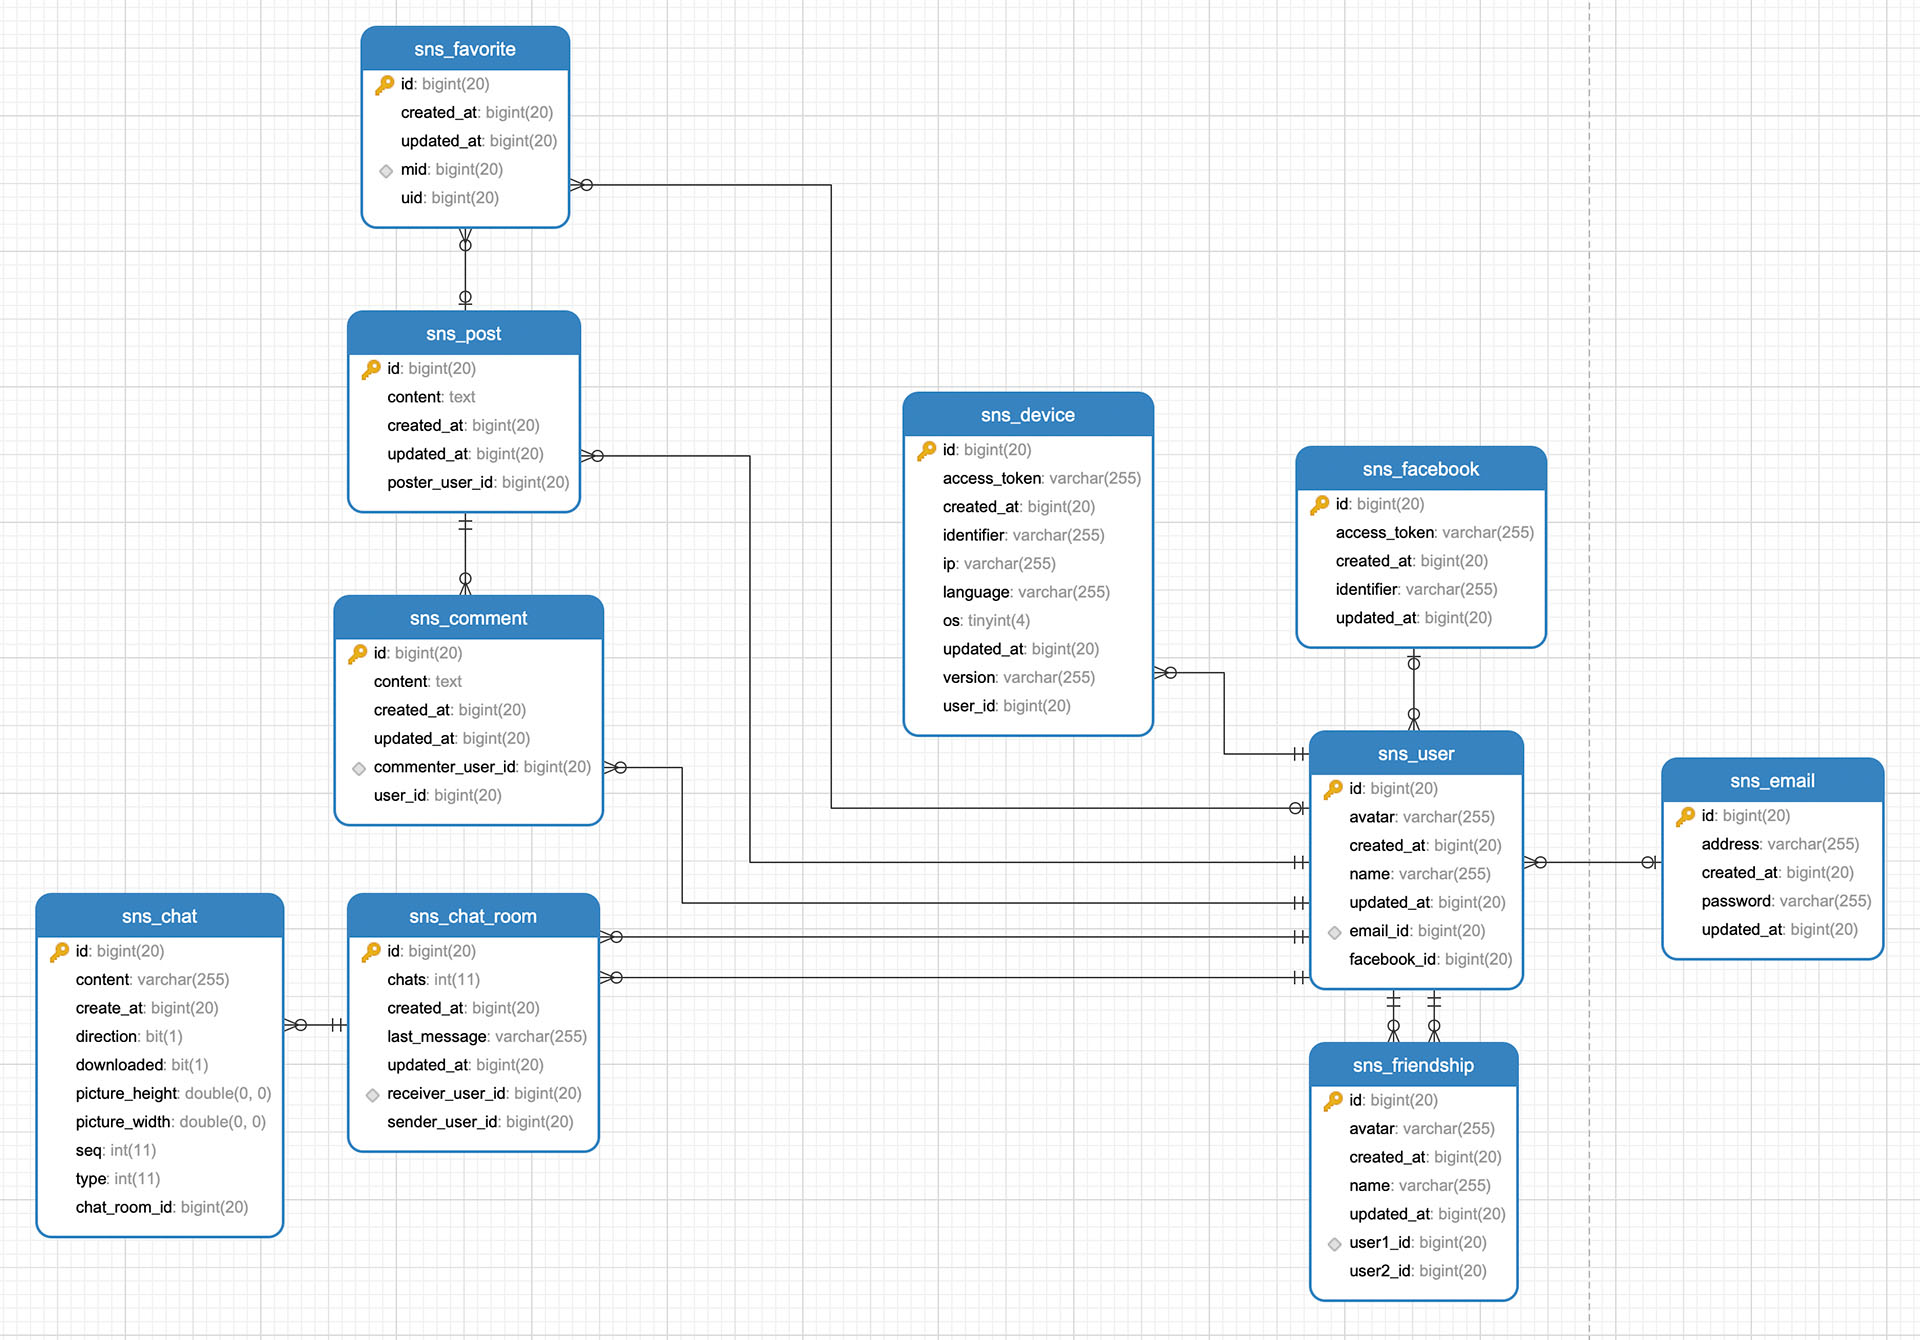 sns_favorite
id: bigint(20)
created_at: bigint(20)
updated_at: bigint(20)
mid: bigint(20)
uid: bigint(20)
sns_post
id: bigint(20)
content: text
created_at: bigint(20)
updated_at: bigint(20)
poster_user_id: bigint(20)
sns_comment
id: bigint(20)
content: text
created_at: bigint(20)
updated_at: bigint(20)
commenter_user_id: bigint(20)
user_id: bigint(20)
sns_chat
id: bigint(20)
content: varchar(255)
create_at: bigint(20)
direction: bit(1)
downloaded: bit(1)
picture_height: double(0, 0)
picture_width: double(0, 0)
seq: int(11)
type: int(11)
chat_room_id: bigint(20)
sns_chat_room
id: bigint(20)
chats: int(11)
created_at: bigint(20)
last_message: varchar(255)
updated_at: bigint(20)
receiver_user_id: bigint(20)
sender_user_id: bigint(20)
sns_device
id: bigint(20)
access_token: varchar(255)
created_at: bigint(20)
identifier: varchar(255)
ip: varchar(255)
language: varchar(255)
os: tinyint(4)
updated_at: bigint(20)
version: varchar(255)
user_id: bigint(20)
sns_facebook
id: bigint(20)
access_token: varchar(255)
created_at: bigint(20)
identifier: varchar(255)
updated_at: bigint(20)
sns_user
id: bigint(20)
avatar: varchar(255)
created_at: bigint(20)
name: varchar(255)
updated_at: bigint(20)
email_id: bigint(20)
facebook_id: bigint(20)
sns_email
id: bigint(20)
address: varchar(255)
created_at: bigint(20)
password: varchar(255)
updated_at: bigint(20)
sns_friendship
id: bigint(20)
avatar: varchar(255)
created_at: bigint(20)
name: varchar(255)
updated_at: bigint(20)
user1_id: bigint(20)
user2_id: bigint(20)